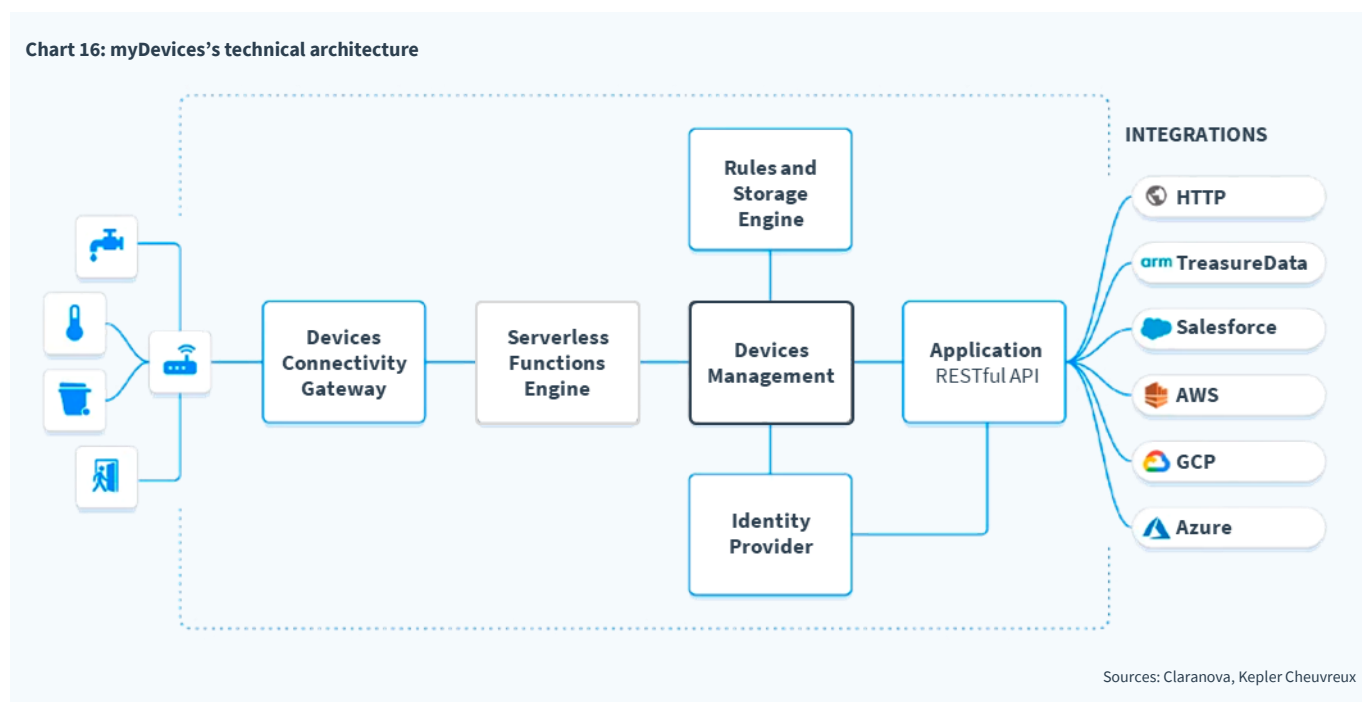 Chart 16: myDevices’s technical architecture
INTEGRATIONS
Rules and
Storage
Engine
HTTP
arm TreasureData
Devices
Connectivity
Gateway
Serverless
Functions
Engine
Devices
Management
Application
RESTful API
Salesforce
AWS
GCP
Identity
Provider
Azure
Sources: Claranova, Kepler Cheuvreux